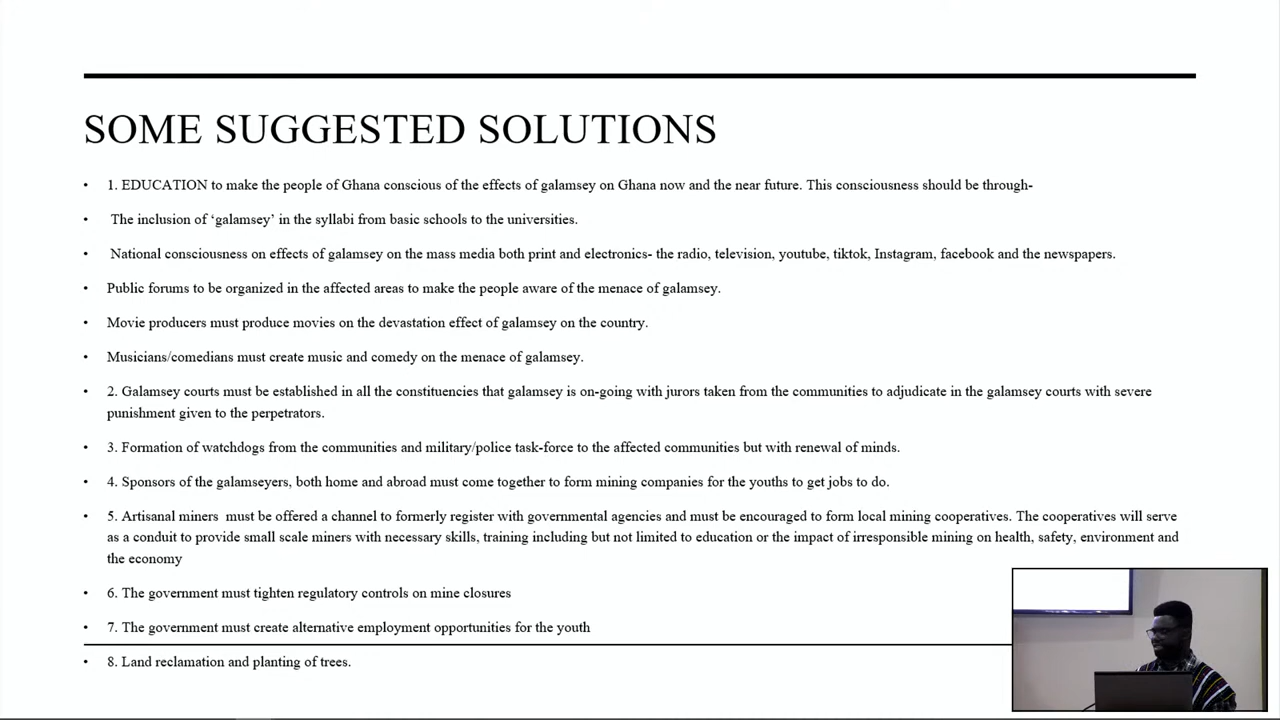 SOME SUGGESTED SOLUTIONS
• 1. EDUCATION to make the people of Ghana conscious of the effects of galamsey on Ghana now and the near future. This consciousness should be through-
• The inclusion of ‘galamsey’ in the syllabi from basic schools to the universities.
• National consciousness on effects of galamsey on the mass media both print and electronics- the radio, television, youtube, tiktok, Instagram, facebook and the newspapers.
• Public forums to be organized in the affected areas to make the people aware of the menace of galamsey.
• Movie producers must produce movies on the devastation effect of galamsey on the country.
• Musicians/comedians must create music and comedy on the menace of galamsey.
• 2. Galamsey courts must be established in all the constituencies that galamsey is on-going with jurors taken from the communities to adjudicate in the galamsey courts with severe
punishment given to the perpetrators.
• 3. Formation of watchdogs from the communities and military/police task-force to the affected communities but with renewal of minds.
• 4. Sponsors of the galamseyers, both home and abroad must come together to form mining companies for the youths to get jobs to do.
• 5. Artisanal miners must be offered a channel to formerly register with governmental agencies and must be encouraged to form local mining cooperatives. The cooperatives will serve
as a conduit to provide small scale miners with necessary skills, training including but not limited to education or the impact of irresponsible mining on health, safety, environment and
the economy
• 6. The government must tighten regulatory controls on mine closures
• 7. The government must create alternative employment opportunities for the youth
• 8. Land reclamation and planting of trees.